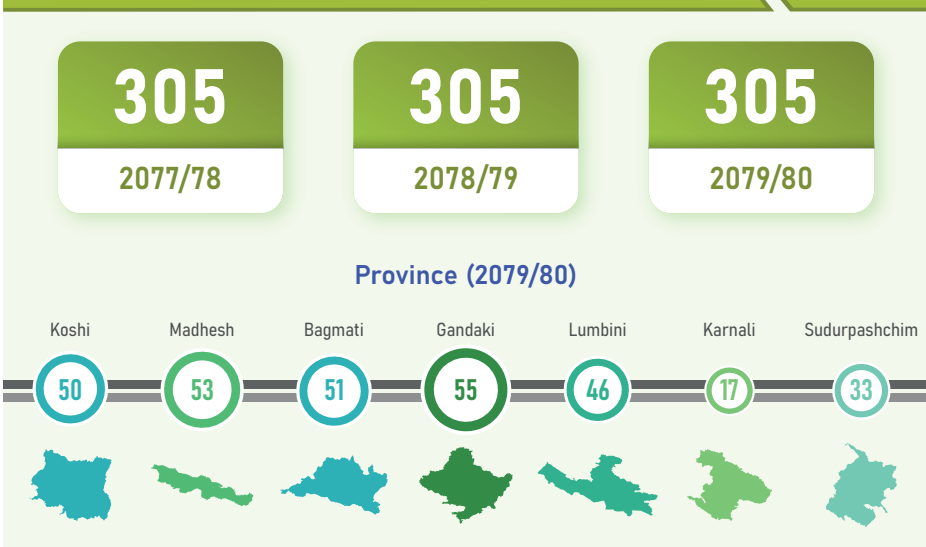 305 305 305
2077/78 2078/79 2079/80
Province (2079/80)
Koshi Madhesh Bagmati Gandaki Lumbini Karnali Sudurpashchim
50 53 51 55 46 17 33